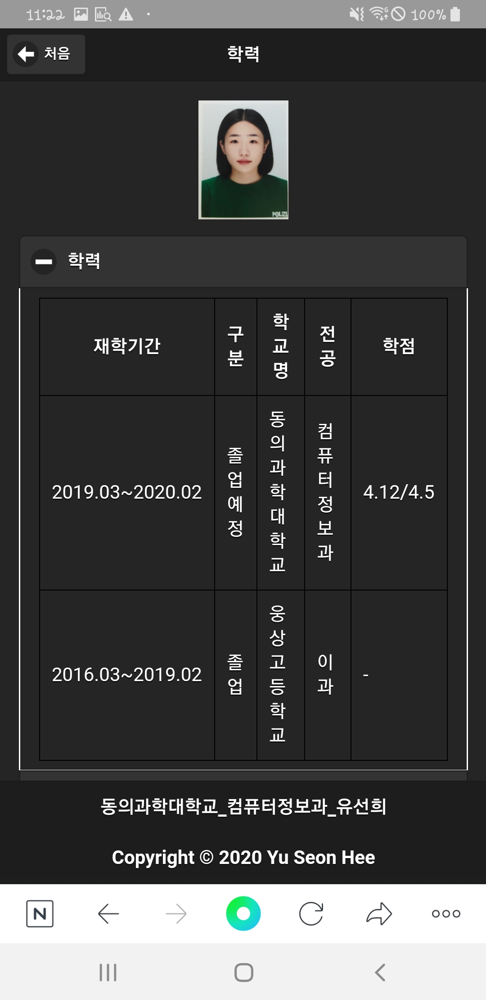 11:22 100%
처음
학력
POLIZI
학력
재학기간 구분 학교명 전공 학점
2019.03~2020.02 졸업예정 동의과학대학교 컴퓨터정보과 4.12/4.5
2016.03~2019.02 졸업 웅상고등학교 이과 -
동의과학대학교_컴퓨터정보과_유선희
Copyright © 2020 Yu Seon Hee
N